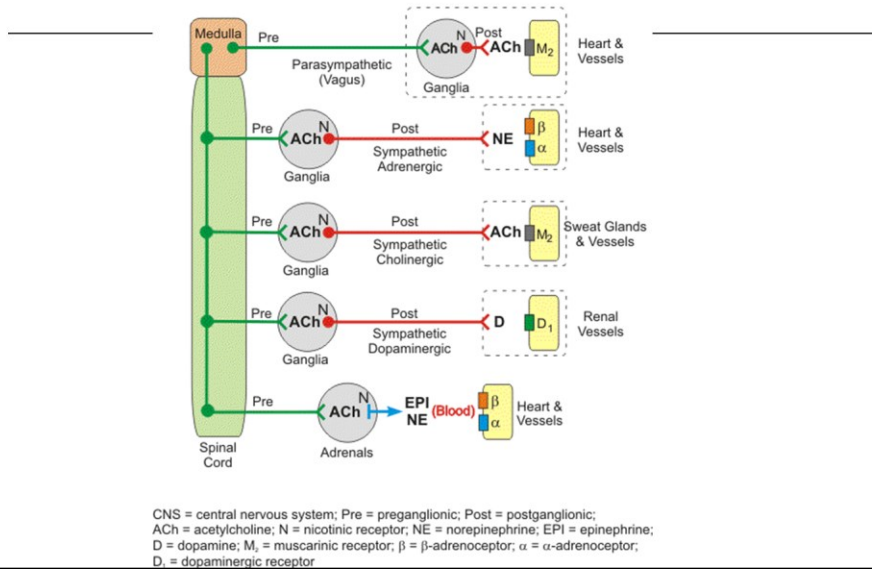 Medulla
Pre
Parasympathetic
(Vagus)
ACh
N
Ganglia
Post
ACh
M₂
Heart &
Vessels
Pre
ACh
N
Ganglia
Post
Sympathetic
Adrenergic
NE
β
α
Heart &
Vessels
Pre
ACh
N
Ganglia
Post
Sympathetic
Cholinergic
ACh
M₂
Sweat Glands
& Vessels
Pre
ACh
N
Ganglia
Post
Sympathetic
Dopaminergic
D
D₁
Renal
Vessels
Pre
ACh
N
Adrenals
EPI
NE
(Blood)
β
α
Heart &
Vessels
Spinal
Cord
CNS = central nervous system; Pre = preganglionic; Post = postganglionic;
ACh = acetylcholine; N = nicotinic receptor; NE = norepinephrine; EPI = epinephrine;
D = dopamine; M₂ = muscarinic receptor; β = β-adrenoceptor; α = α-adrenoceptor;
D₁ = dopaminergic receptor